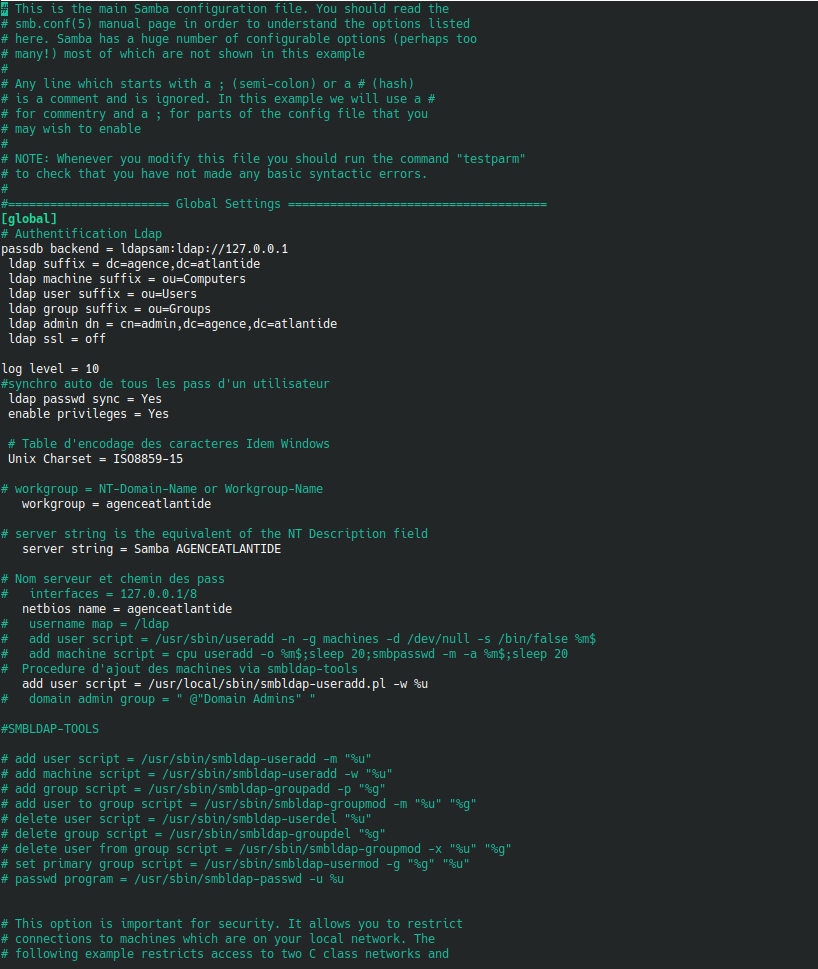 # This is the main Samba configuration file. You should read the
# smb.conf(5) manual page in order to understand the options listed
# here. Samba has a huge number of configurable options (perhaps too
# many!) most of which are not shown in this example
#
# Any line which starts with a ; (semi-colon) or a # (hash)
# is a comment and is ignored. In this example we will use a #
# for commentry and a ; for parts of the config file that you
# may wish to enable
#
# NOTE: Whenever you modify this file you should run the command "testparm"
# to check that you have not made any basic syntactic errors.
#
#======================= Global Settings =====================================
[global]
# Authentification Ldap
passdb backend = ldapsam:ldap://127.0.0.1
 ldap suffix = dc=agence,dc=atlantide
 ldap machine suffix = ou=Computers
 ldap user suffix = ou=Users
 ldap group suffix = ou=Groups
 ldap admin dn = cn=admin,dc=agence,dc=atlantide
 ldap ssl = off

log level = 10
#synchro auto de tous les pass d'un utilisateur
 ldap passwd sync = Yes
 enable privileges = Yes

 # Table d'encodage des caracteres Idem Windows
 Unix Charset = ISO8859-15

# workgroup = NT-Domain-Name or Workgroup-Name
   workgroup = agenceatlantide

# server string is the equivalent of the NT Description field
   server string = Samba AGENCEATLANTIDE

# Nom serveur et chemin des pass
#   interfaces = 127.0.0.1/8
   netbios name = agenceatlantide
#   username map = /ldap
#   add user script = /usr/sbin/useradd -n -g machines -d /dev/null -s /bin/false %m$
#   add machine script = cpu useradd -o %m$;sleep 20;smbpasswd -m -a %m$;sleep 20
#  Procedure d'ajout des machines via smbldap-tools
   add user script = /usr/local/sbin/smbldap-useradd.pl -w %u
#   domain admin group = " @"Domain Admins" "

#SMBLDAP-TOOLS

# add user script = /usr/sbin/smbldap-useradd -m "%u"
# add machine script = /usr/sbin/smbldap-useradd -w "%u"
# add group script = /usr/sbin/smbldap-groupadd -p "%g"
# add user to group script = /usr/sbin/smbldap-groupmod -m "%u" "%g"
# delete user script = /usr/sbin/smbldap-userdel "%u"
# delete group script = /usr/sbin/smbldap-groupdel "%g"
# delete user from group script = /usr/sbin/smbldap-groupmod -x "%u" "%g"
# set primary group script = /usr/sbin/smbldap-usermod -g "%g" "%u"
# passwd program = /usr/sbin/smbldap-passwd -u %u


# This option is important for security. It allows you to restrict
# connections to machines which are on your local network. The
# following example restricts access to two C class networks and